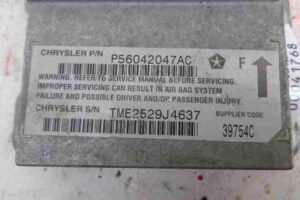 CHRYSLER P/N P56042047AC F
WARNING. REFER TO SERVICE MANUAL BEFORE SERVICING.
IMPROPER SERVICING CAN RESULT IN AIR BAG SYSTEM
FAILURE AND POSSIBLE DRIVER AND/OP PASSENGER INJURY.
CHRYSLER S/N TME2529J4637 SUPPLIER CODE
39754C